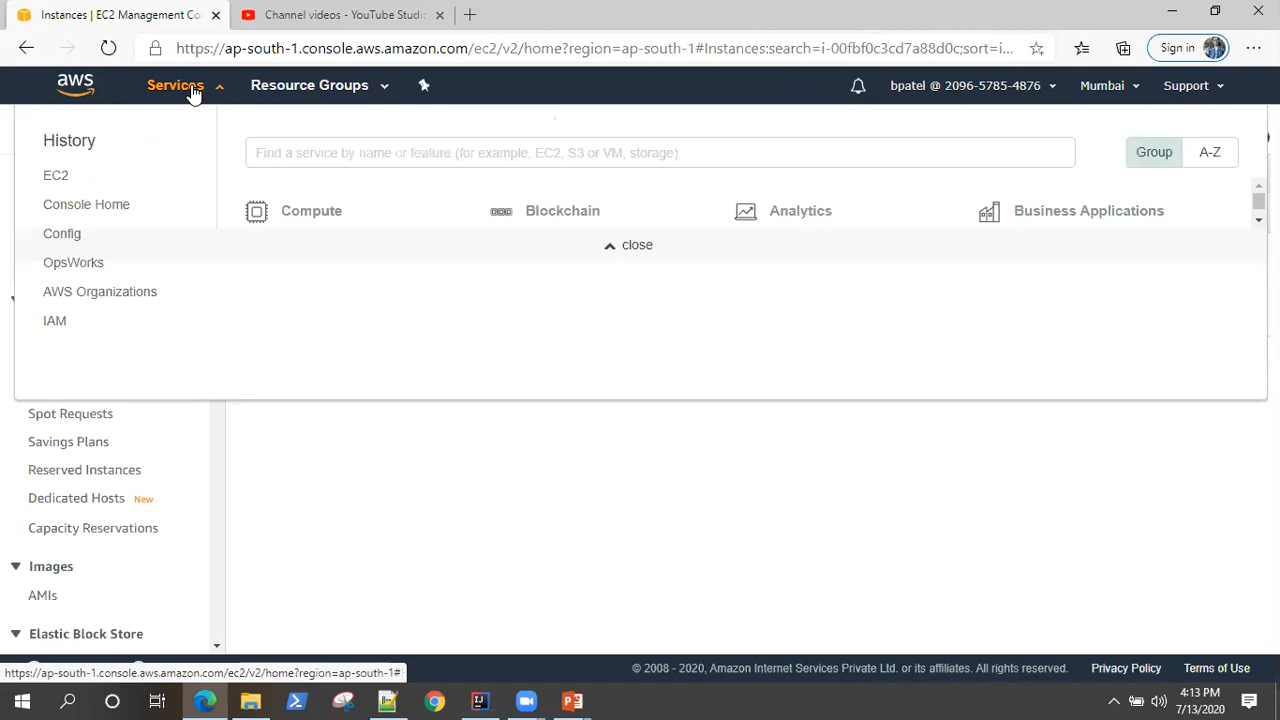 Instances | EC2 Management Co
Channel videos - YouTube Studi
https://ap-south-1.console.aws.amazon.com/ec2/v2/home?region=ap-south-1#Instances:search=i-00fbf0c3cd7a88d0c;sort=i...
Sign in
aws
Services
Resource Groups
bpatel @ 2096-5785-4876
Mumbai
Support
History
EC2
Console Home
Config
OpsWorks
AWS Organizations
IAM
Find a service by name or feature (for example, EC2, S3 or VM, storage).
Group
A-Z
Compute
Blockchain
Analytics
Business Applications
close
Spot Requests
Savings Plans
Reserved Instances
Dedicated Hosts New
Capacity Reservations
Images
AMIs
Elastic Block Store
https://ap-south-1.console.aws.amazon.com/ec2/v2/home?region=ap-south-1#
© 2008 - 2020, Amazon Internet Services Private Ltd. or its affiliates. All rights reserved.
Privacy Policy
Terms of Use
4:13 PM
7/13/2020